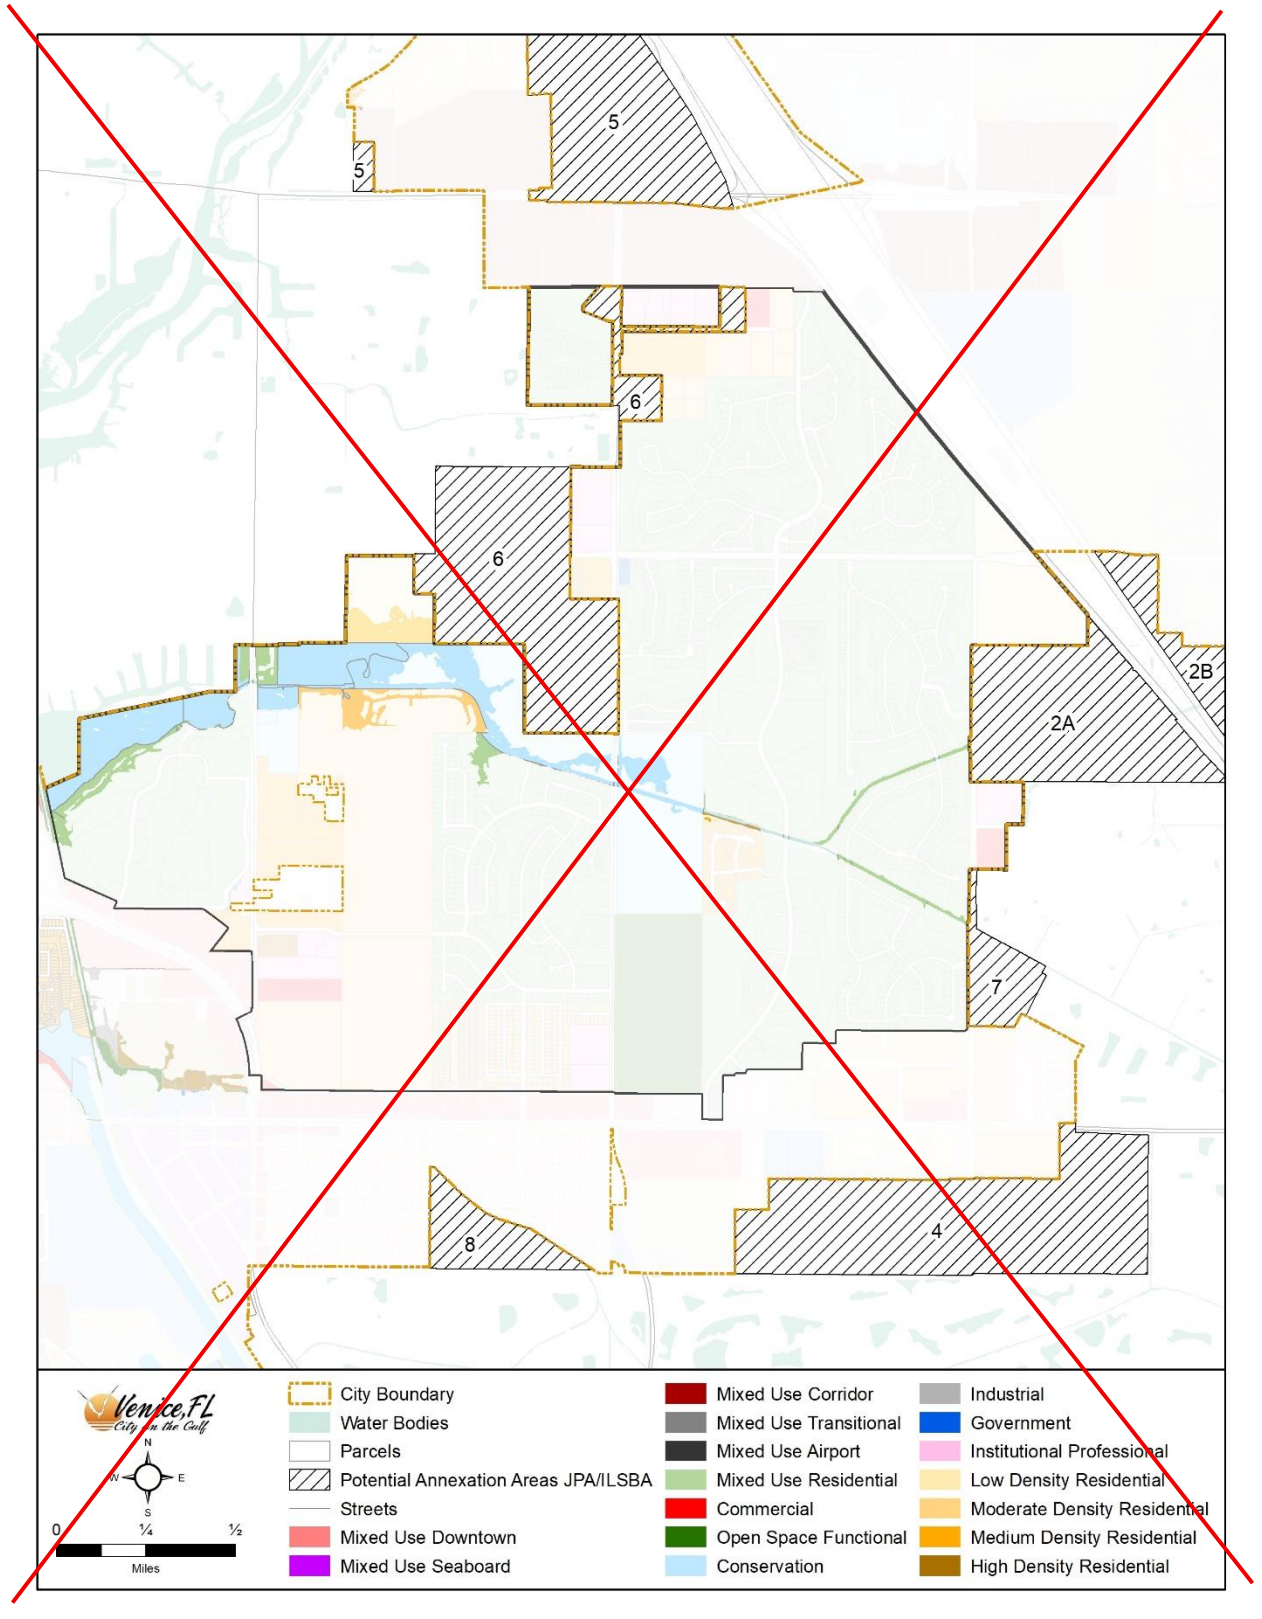 5
5
6
6
2B
2A
7
4
8
Venice, FL
City on the Gulf
N
W E
S
0 ¼ ½
Miles
City Boundary
Water Bodies
Parcels
Potential Annexation Areas JPA/ILSBA
Streets
Mixed Use Downtown
Mixed Use Seaboard
Mixed Use Corridor
Mixed Use Transitional
Mixed Use Airport
Mixed Use Residential
Commercial
Open Space Functional
Conservation
Industrial
Government
Institutional Professional
Low Density Residential
Moderate Density Residential
Medium Density Residential
High Density Residential